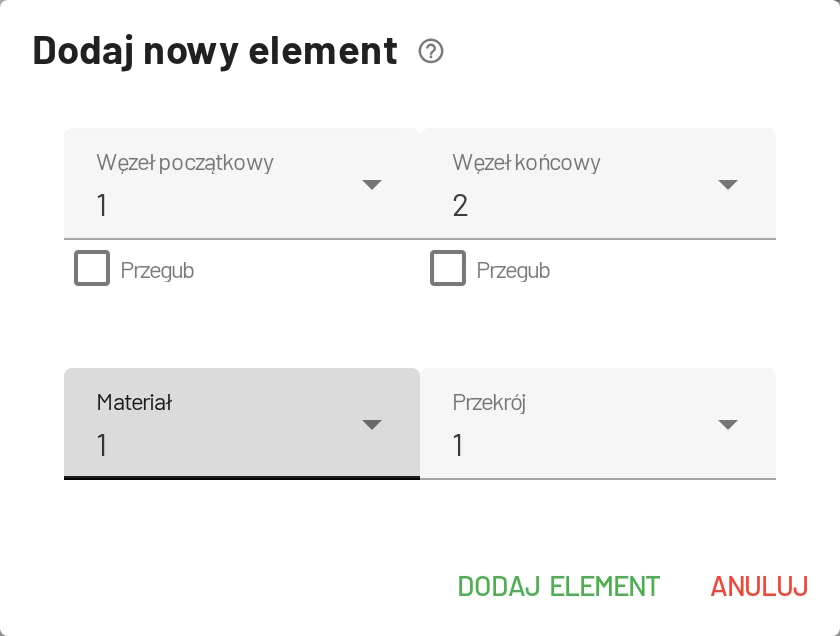 Dodaj nowy element ?
Węzeł początkowy Węzeł końcowy
1 2
Przegub Przegub
Materiał Przekrój
1 1
DODAJ ELEMENT ANULUJ